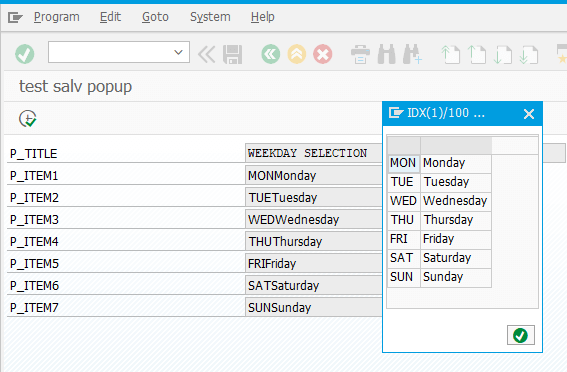 Program Edit Goto System Help
test salv popup
P_TITLE WEEKDAY SELECTION
P_ITEM1 MONMonday
P_ITEM2 TUETuesday
P_ITEM3 WEDWednesday
P_ITEM4 THUThursday
P_ITEM5 FRIFriday
P_ITEM6 SATSaturday
P_ITEM7 SUNSunday
IDX(1)/100 ...
MON Monday
TUE Tuesday
WED Wednesday
THU Thursday
FRI Friday
SAT Saturday
SUN Sunday